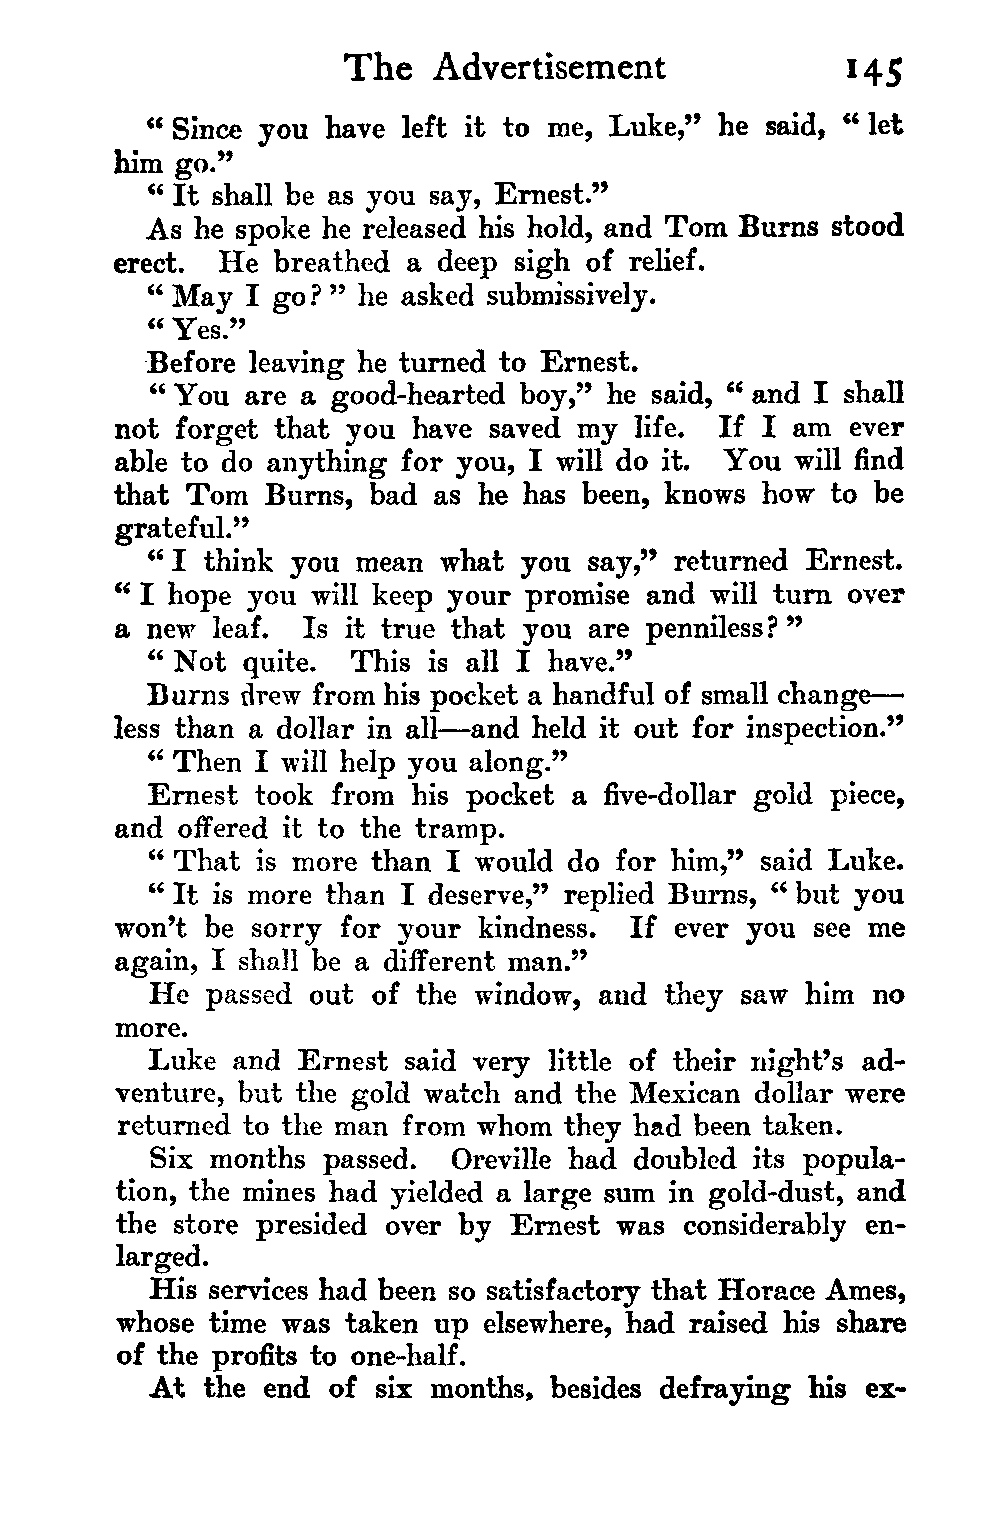 The Advertisement 145
“ Since you have left it to me, Luke,” he said, “ let
him go.”
“ It shall be as you say, Ernest.”
As he spoke he released his hold, and Tom Burns stood
erect. He breathed a deep sigh of relief.
“ May I go? ” he asked submissively.
“ Yes.”
Before leaving he turned to Ernest.
“ You are a good-hearted boy,” he said, “ and I shall
not forget that you have saved my life. If I am ever
able to do anything for you, I will do it. You will find
that Tom Burns, bad as he has been, knows how to be
grateful.”
“ I think you mean what you say,” returned Ernest.
“ I hope you will keep your promise and will turn over
a new leaf. Is it true that you are penniless? ”
“ Not quite. This is all I have.”
Burns drew from his pocket a handful of small change—
less than a dollar in all—and held it out for inspection.”
“ Then I will help you along.”
Ernest took from his pocket a five-dollar gold piece,
and offered it to the tramp.
“ That is more than I would do for him,” said Luke.
“ It is more than I deserve,” replied Burns, “ but you
won’t be sorry for your kindness. If ever you see me
again, I shall be a different man.”
He passed out of the window, and they saw him no
more.
Luke and Ernest said very little of their night’s ad-
venture, but the gold watch and the Mexican dollar were
returned to the man from whom they had been taken.
Six months passed. Oreville had doubled its popula-
tion, the mines had yielded a large sum in gold-dust, and
the store presided over by Ernest was considerably en-
larged.
His services had been so satisfactory that Horace Ames,
whose time was taken up elsewhere, had raised his share
of the profits to one-half.
At the end of six months, besides defraying his ex-